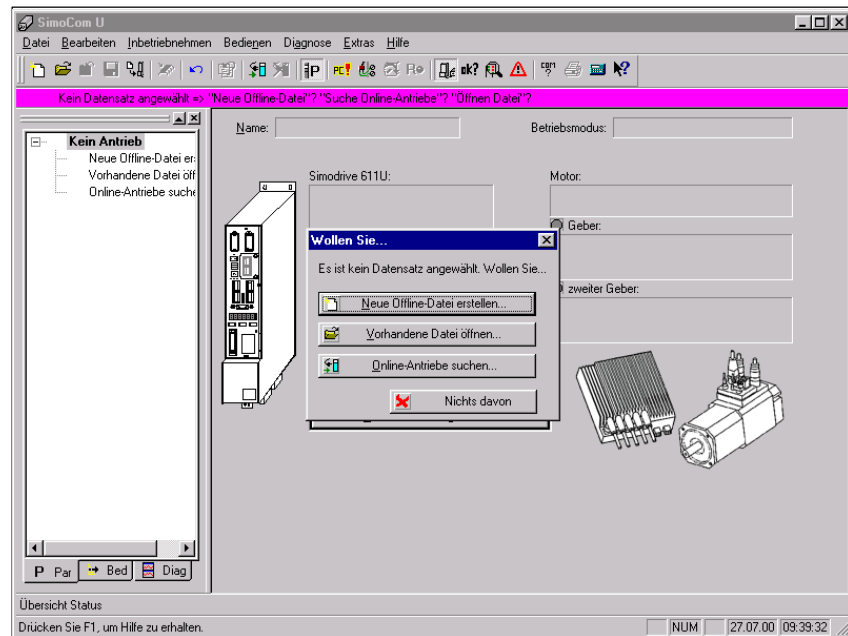 SimoCom U
Datei Bearbeiten Inbetriebnehmen Bedienen Diagnose Extras Hilfe
Kein Datensatz angewählt => "Neue Offline-Datei"? "Suche Online-Antriebe"? "Öffnen Datei"?
Kein Antrieb
Neue Offline-Datei er
Vorhandene Datei öff
Online-Antriebe suche
Name:
Betriebsmodus:
Simodrive 611U:
Motor:
Geber:
zweiter Geber:
Wollen Sie...
Es ist kein Datensatz angewählt. Wollen Sie...
Neue Offline-Datei erstellen...
Vorhandene Datei öffnen...
Online-Antriebe suchen...
Nichts davon
P Par Bed Diag
Übersicht Status
Drücken Sie F1, um Hilfe zu erhalten.
NUM 27.07.00 09:39:32